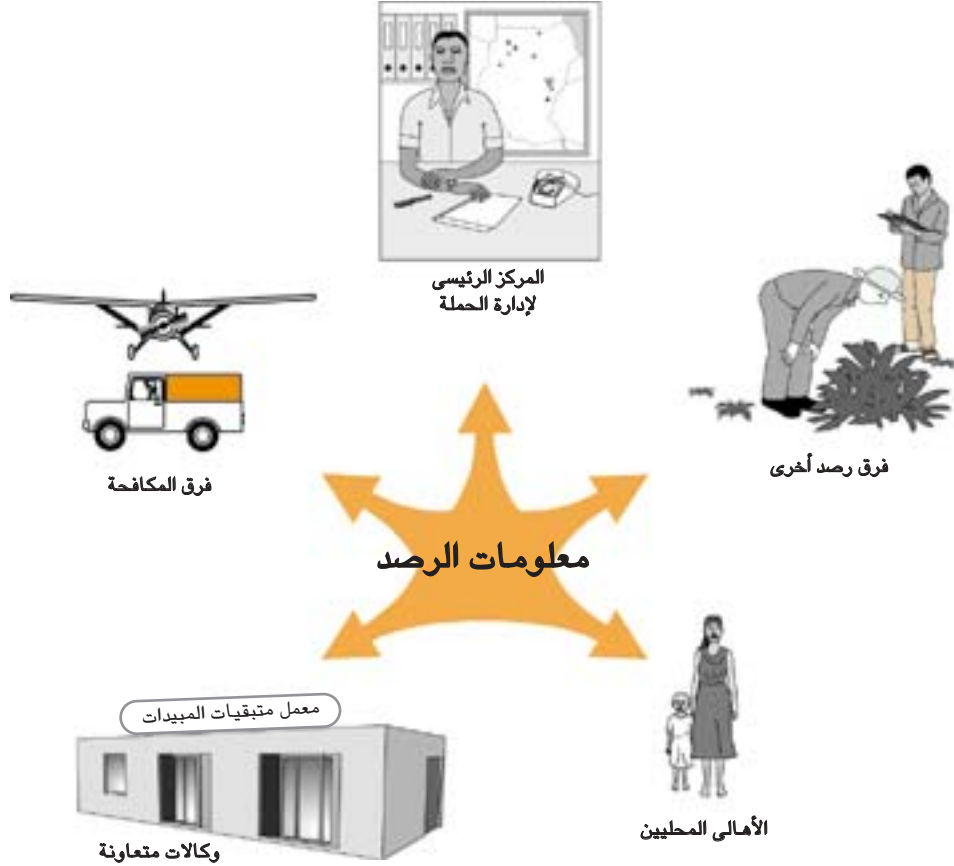 المركز الرئيسى
لإدارة الحملة
فرق رصد أخرى
فرق المكافحة
معلومات الرصد
معمل متبقيات المبيدات
الأهالى المحليين
وكالات متعاونة